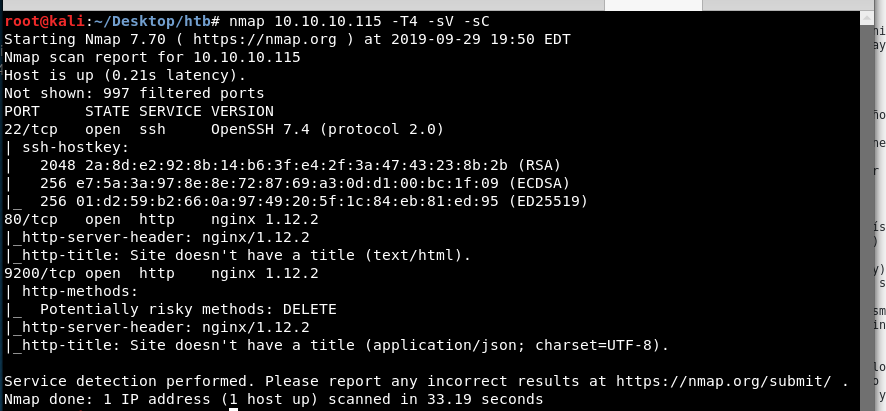 root@kali:~/Desktop/htb# nmap 10.10.10.115 -T4 -sV -sC
Starting Nmap 7.70 ( https://nmap.org ) at 2019-09-29 19:50 EDT
Nmap scan report for 10.10.10.115
Host is up (0.21s latency).
Not shown: 997 filtered ports
PORT     STATE SERVICE VERSION
22/tcp   open  ssh     OpenSSH 7.4 (protocol 2.0)
| ssh-hostkey:
|   2048 2a:8d:e2:92:8b:14:b6:3f:e4:2f:3a:47:43:23:8b:2b (RSA)
|   256 e7:5a:3a:97:8e:8e:72:87:69:a3:0d:d1:00:bc:1f:09 (ECDSA)
|_  256 01:d2:59:b2:66:0a:97:49:20:5f:1c:84:eb:81:ed:95 (ED25519)
80/tcp   open  http    nginx 1.12.2
|_http-server-header: nginx/1.12.2
|_http-title: Site doesn't have a title (text/html).
9200/tcp open  http    nginx 1.12.2
| http-methods:
|_  Potentially risky methods: DELETE
|_http-server-header: nginx/1.12.2
|_http-title: Site doesn't have a title (application/json; charset=UTF-8).
Service detection performed. Please report any incorrect results at https://nmap.org/submit/ .
Nmap done: 1 IP address (1 host up) scanned in 33.19 seconds